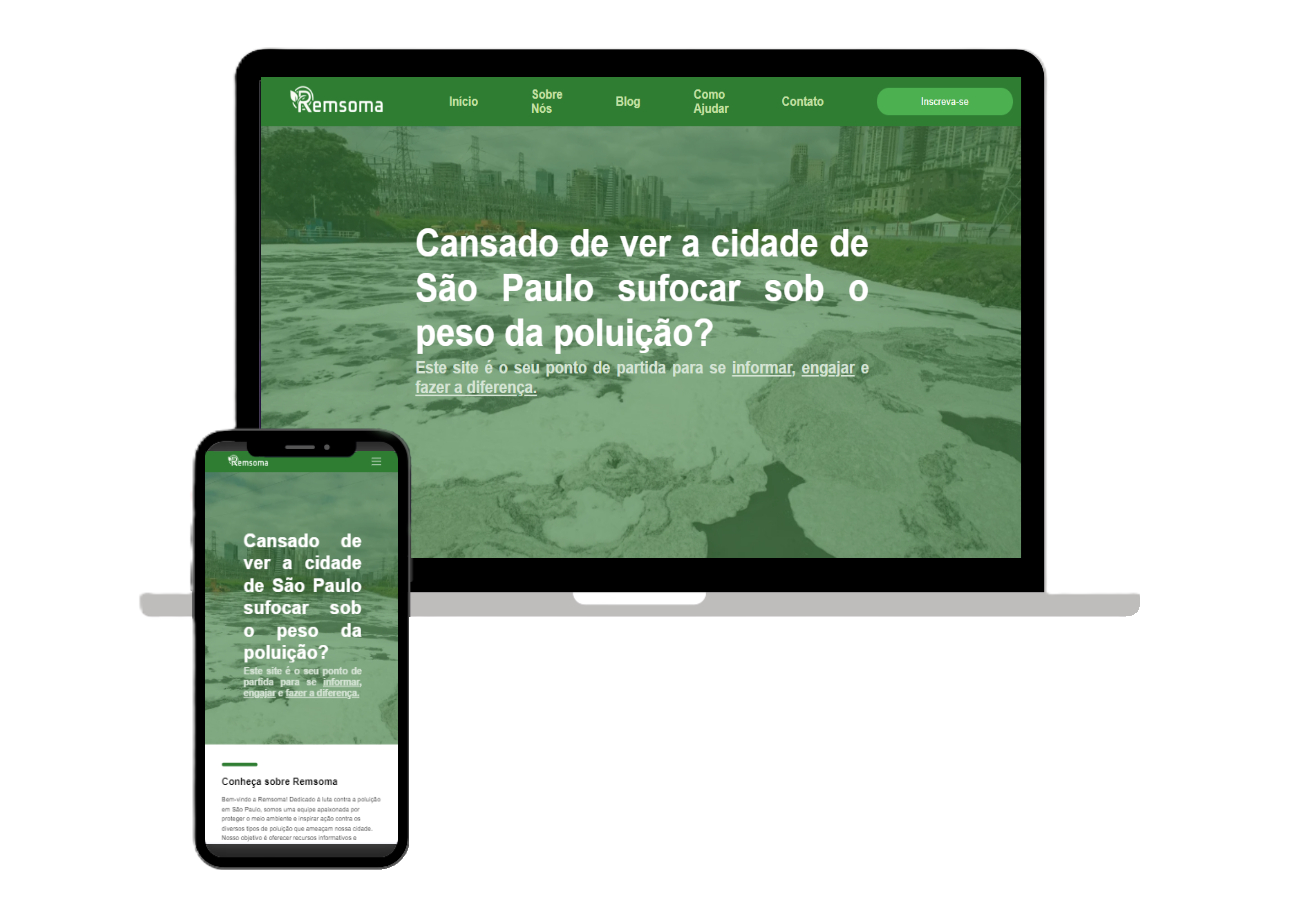 Remsoma
Início
Sobre
Nós
Blog
Como
Ajudar
Contato
Inscreva-se
Cansado de ver a cidade de
São Paulo sufocar sob o
peso da poluição?
Este site é o seu ponto de partida para se informar, engajar e
fazer a diferença.
Remsoma
Cansado de
ver a cidade
de São Paulo
sufocar sob
o peso da
poluição?
Este site é o seu ponto de
partida para se informar,
engajar e fazer a diferença.
Conheça sobre Remsoma
Bem-vindo a Remsoma! Dedicado à luta contra a poluição
em São Paulo, somos uma equipe apaixonada por
proteger o meio ambiente e inspirar ação contra os
diversos tipos de poluição que ameaçam nossa cidade.
Nosso objetivo é oferecer recursos informativos e